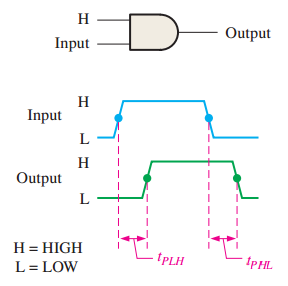 H
Input
Output
Input
H
L
Output
H
L
H = HIGH
L = LOW
tPLH
tPHL